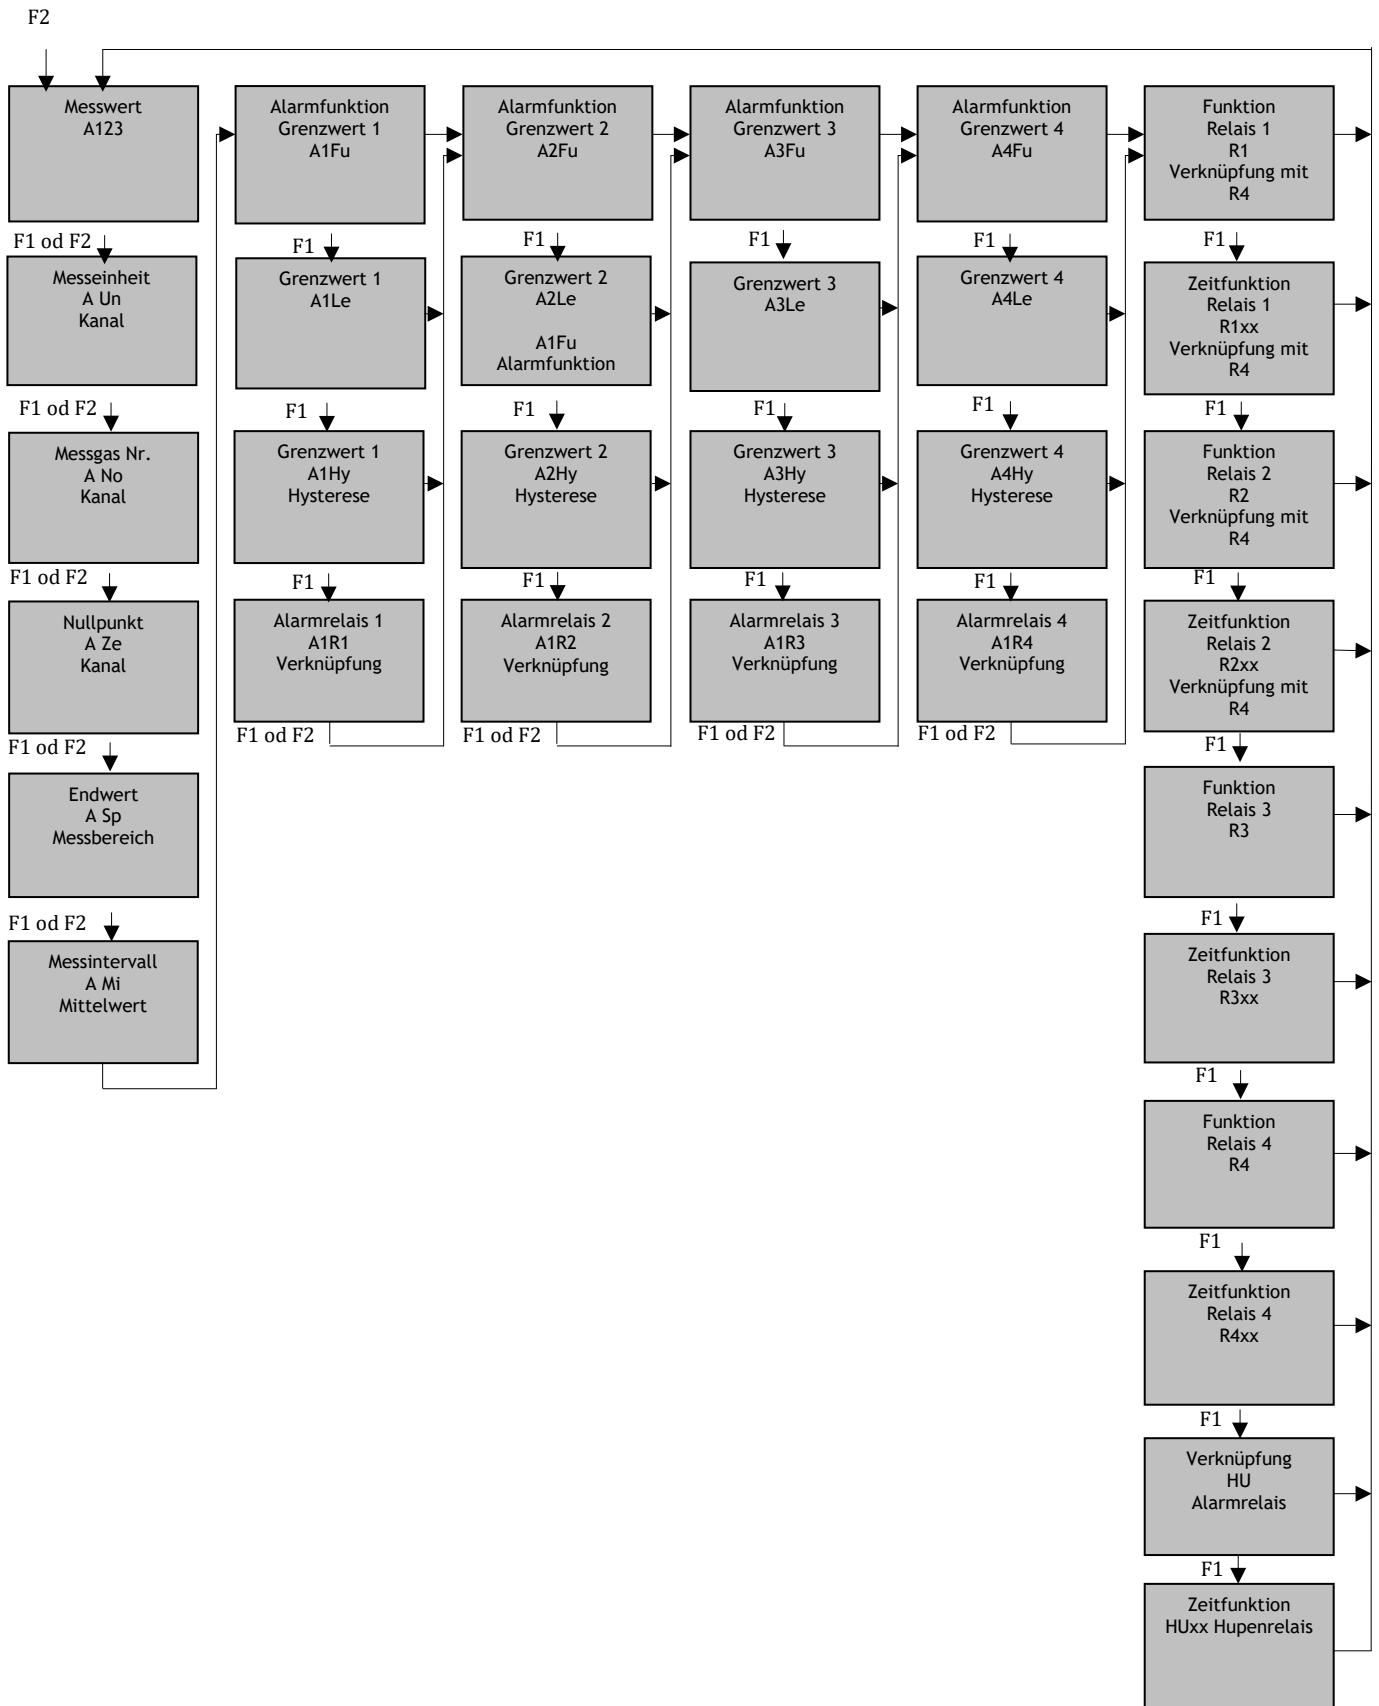 F2
Messwert
A123
F1 od F2
Messeinheit
A Un
Kanal
F1 od F2
Messgas Nr.
A No
Kanal
F1 od F2
Nullpunkt
A Ze
Kanal
F1 od F2
Endwert
A Sp
Messbereich
F1 od F2
Messintervall
A Mi
Mittelwert
Alarmfunktion
Grenzwert 1
A1Fu
F1
Grenzwert 1
A1Le
F1
Grenzwert 1
A1Hy
Hysterese
F1
Alarmrelais 1
A1R1
Verknüpfung
F1 od F2
Alarmfunktion
Grenzwert 2
A2Fu
F1
Grenzwert 2
A2Le
A1Fu
Alarmfunktion
F1
Grenzwert 2
A2Hy
Hysterese
F1
Alarmrelais 2
A1R2
Verknüpfung
F1 od F2
Alarmfunktion
Grenzwert 3
A3Fu
F1
Grenzwert 3
A3Le
F1
Grenzwert 3
A3Hy
Hysterese
F1
Alarmrelais 3
A1R3
Verknüpfung
F1 od F2
Alarmfunktion
Grenzwert 4
A4Fu
F1
Grenzwert 4
A4Le
F1
Grenzwert 4
A4Hy
Hysterese
F1
Alarmrelais 4
A1R4
Verknüpfung
F1 od F2
Funktion
Relais 1
R1
Verknüpfung mit
R4
F1
Zeitfunktion
Relais 1
R1xx
Verknüpfung mit
R4
F1
Funktion
Relais 2
R2
Verknüpfung mit
R4
F1
Zeitfunktion
Relais 2
R2xx
Verknüpfung mit
R4
F1
Funktion
Relais 3
R3
F1
Zeitfunktion
Relais 3
R3xx
F1
Funktion
Relais 4
R4
F1
Zeitfunktion
Relais 4
R4xx
F1
Verknüpfung
HU
Alarmrelais
F1
Zeitfunktion
HUxx Hupenrelais